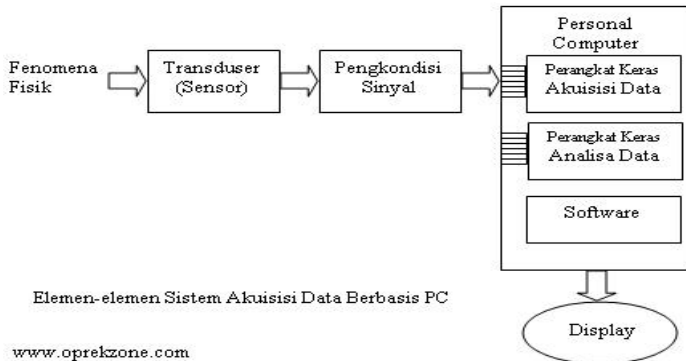 Fenomena
Fisik
Transduser
(Sensor)
Pengkondisi
Sinyal
Personal
Computer
Perangkat Keras
Akuisisi Data
Perangkat Keras
Analisa Data
Software
Display
Elemen-elemen Sistem Akuisisi Data Berbasis PC
www.oprekzone.com